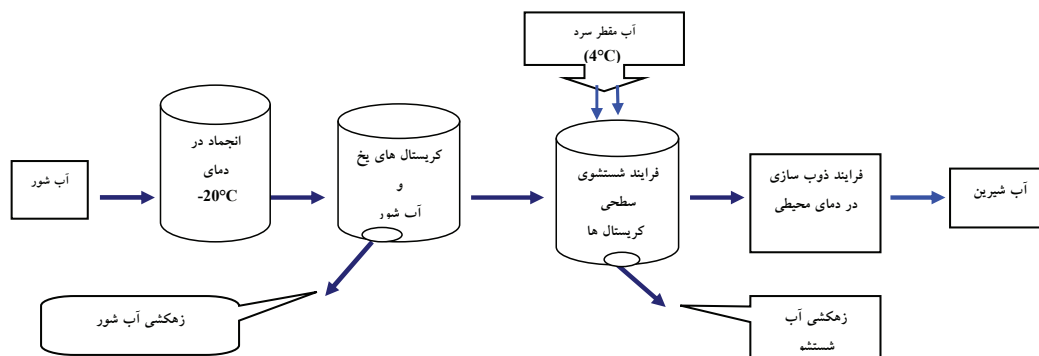 آب مقطر سرد
(4°C)
آب شور
انجماد در
دمای
-20°C
کریستال های یخ
و
آب شور
فرایند شستشوی
سطحی
کریستال ها
فرایند ذوب سازی
در دمای محیطی
آب شیرین
زهکشی آب شور
زهکشی آب
شستشو